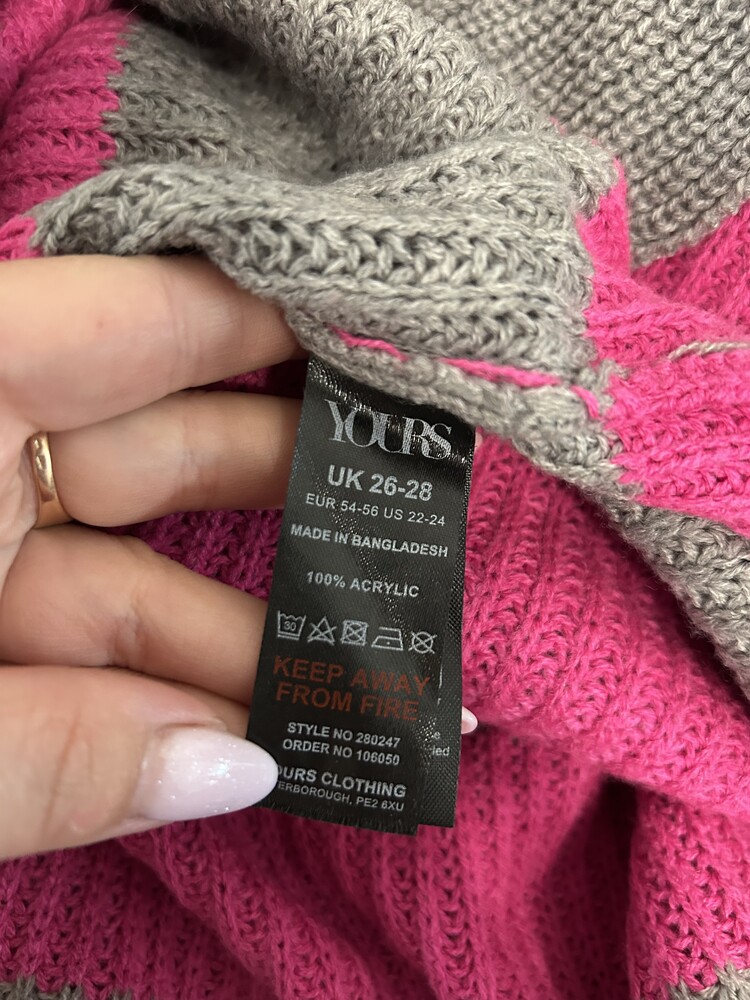 YOURS
UK 26-28
EUR 54-56 US 22-24
MADE IN BANGLADESH
100% ACRYLIC
30
KEEP AWAY
FROM FIRE
STYLE NO 280247
ORDER NO 106050
OURS CLOTHING
ERBOROUGH, PE2 6XU